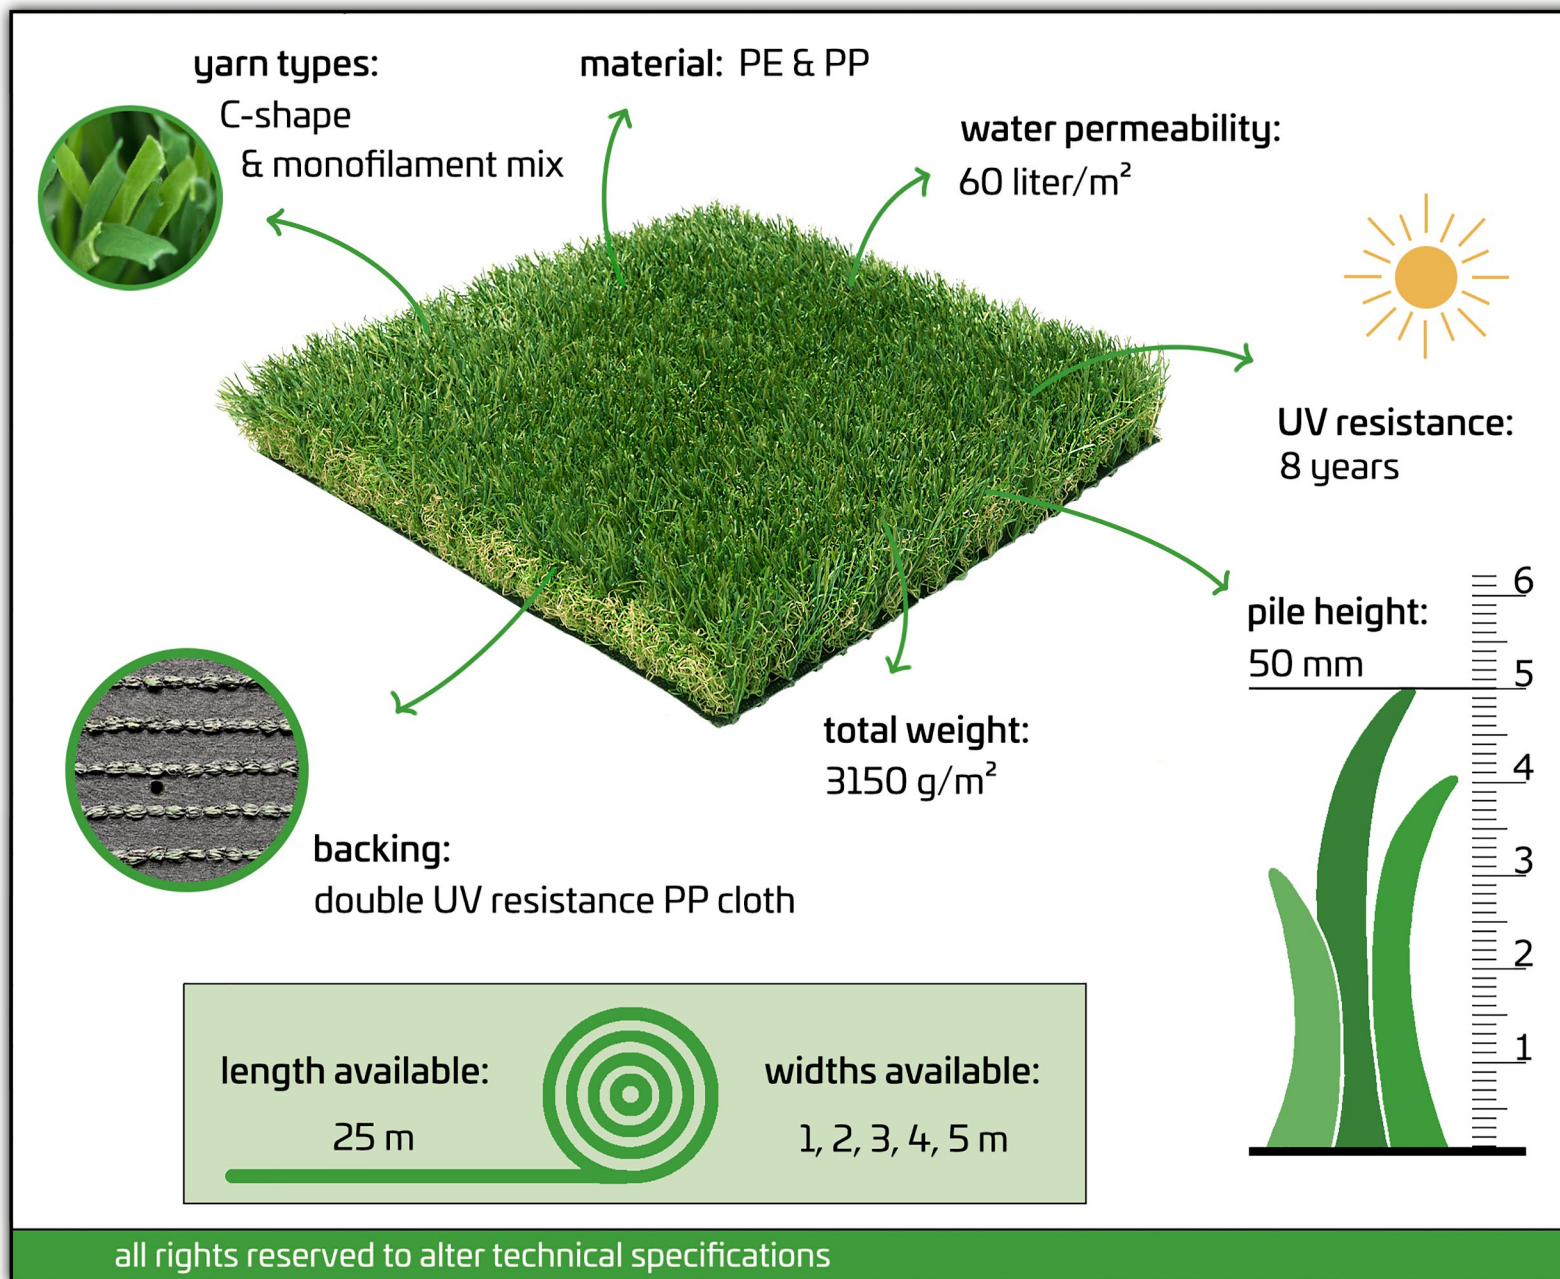 yarn types:
C-shape
& monofilament mix
material: PE & PP
water permeability:
60 liter/m²
UV resistance:
8 years
pile height:
50 mm
6
5
4
3
2
1
total weight:
3150 g/m²
backing:
double UV resistance PP cloth
length available:
25 m
widths available:
1, 2, 3, 4, 5 m
all rights reserved to alter technical specifications